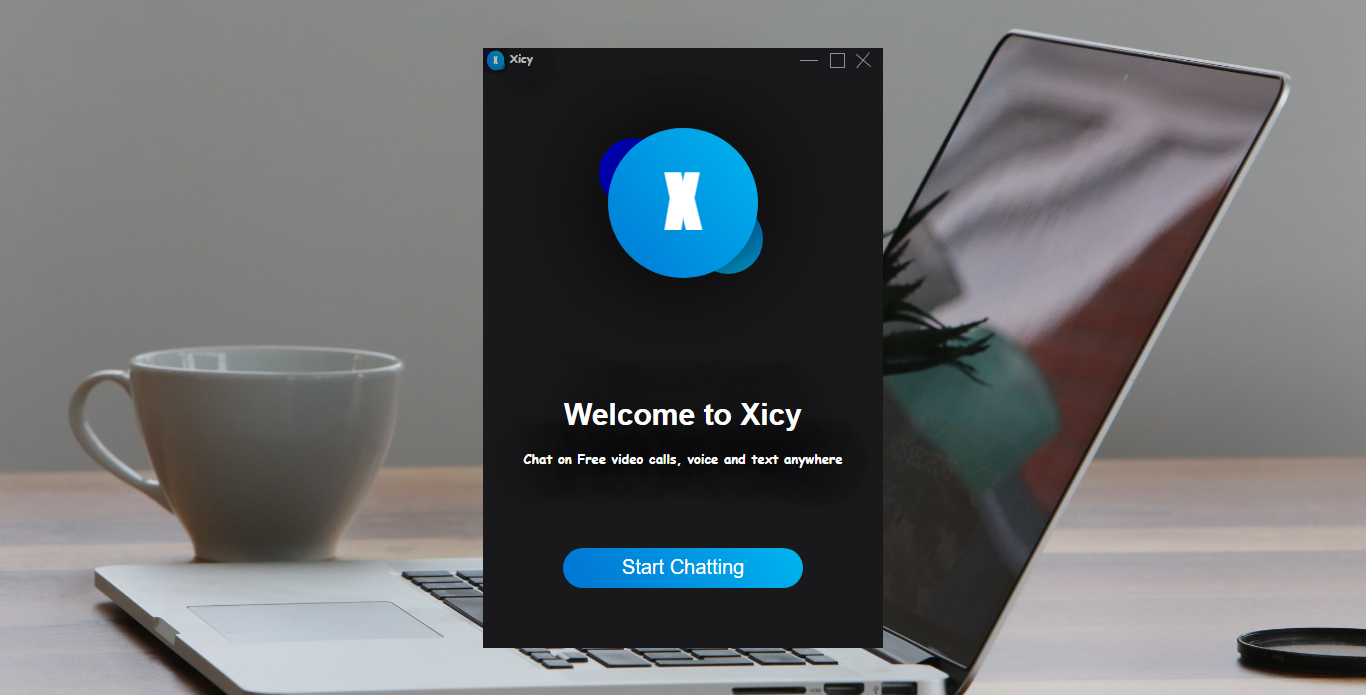 X Xicy
X
Welcome to Xicy
Chat on Free video calls, voice and text anywhere
Start Chatting